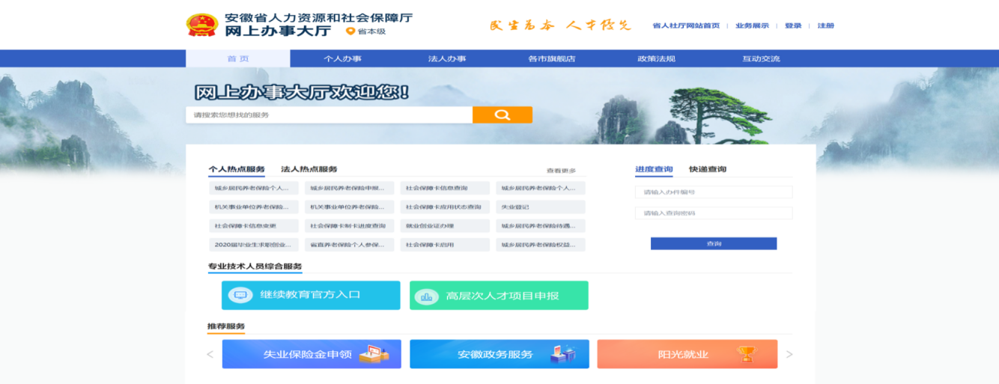 安徽省人力资源和社会保障厅
网上办事大厅 省本级
民生为本 人才优先
省人社厅网站首页 | 业务展示 | 登录 | 注册
首页 个人办事 法人办事 各市旗舰店 政策法规 互动交流
网上办事大厅欢迎您!
请搜索您想找的服务
个人热点服务 法人热点服务 查看更多
城乡居民养老保险个人... 城乡居民养老保险申报... 社会保障卡信息查询 城乡居民养老保险个人...
机关事业单位养老保险... 机关事业单位养老保险... 社会保障卡应用状态查询 失业登记
社会保障卡信息变更 社会保障卡制卡进度查询 就业创业证办理 城乡居民养老保险待遇...
2020届毕业生求职创业... 省直养老保险个人参保... 社会保障卡启用 城乡居民养老保险权益...
进度查询 快递查询
请输入办件编号
请输入查询密码
查询
专业技术人员综合服务
继续教育官方入口 高层次人才项目申报
推荐服务
< 失业保险金申领 安徽政务服务 阳光就业 >